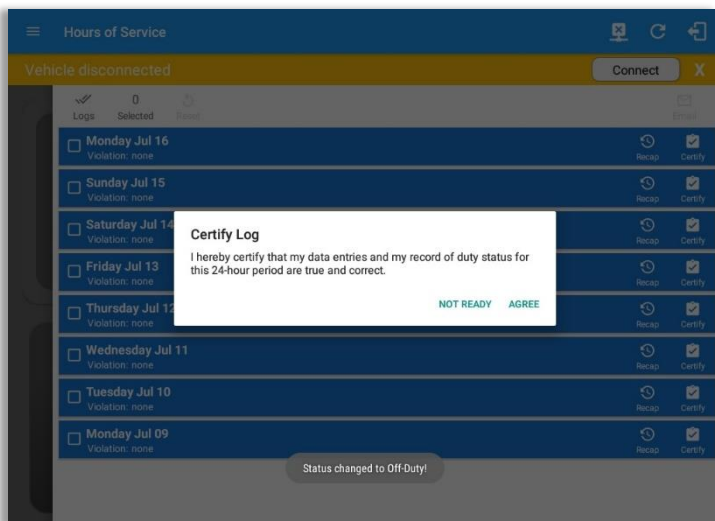 Hours of Service
Vehicle disconnected
Connect X
Logs 0 Selected Reset Email
Monday Jul 16
Violation: none
Recap Certify
Sunday Jul 15
Violation: none
Recap Certify
Saturday Jul 14
Violation: none
Recap Certify
Friday Jul 13
Violation: none
Recap Certify
Thursday Jul 12
Violation: none
Recap Certify
Wednesday Jul 11
Violation: none
Recap Certify
Tuesday Jul 10
Violation: none
Recap Certify
Monday Jul 09
Violation: none
Recap Certify
Certify Log
I hereby certify that my data entries and my record of duty status for
this 24-hour period are true and correct.
NOT READY AGREE
Status changed to Off-Duty!